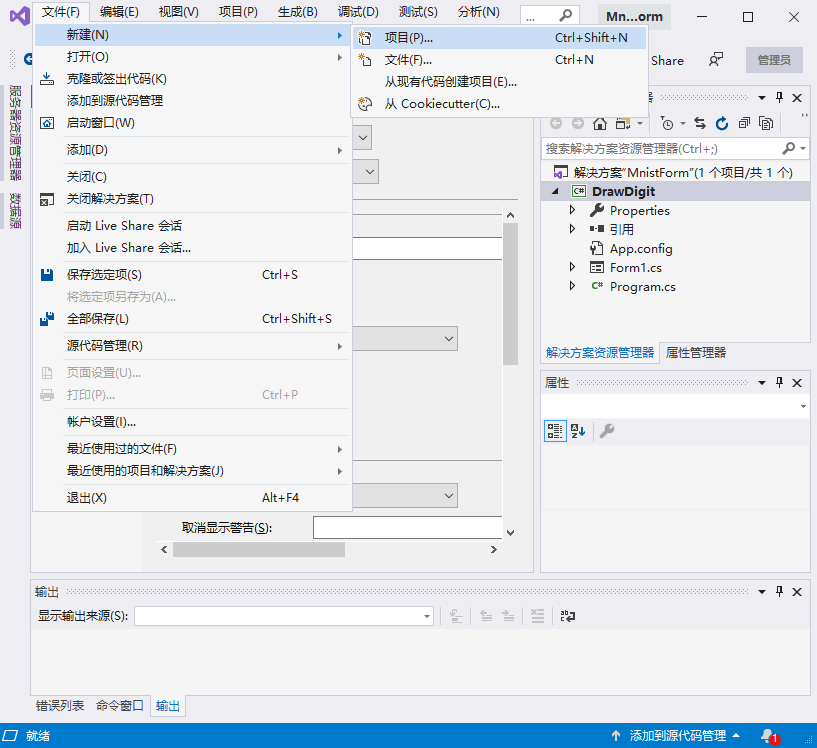 文件(F) 编辑(E) 视图(V) 项目(P) 生成(B) 调试(D) 测试(S) 分析(N) ... Mn...orm
新建(N)
打开(O)
克隆或签出代码(K)
添加到源代码管理
启动窗口(W)
添加(D)
关闭(C)
关闭解决方案(T)
启动 Live Share 会话
加入 Live Share 会话...
保存选定项(S) Ctrl+S
将选定项另存为(A)...
全部保存(L) Ctrl+Shift+S
源代码管理(R)
页面设置(U)...
打印(P)... Ctrl+P
帐户设置(I)...
最近使用过的文件(F)
最近使用的项目和解决方案(J)
退出(X) Alt+F4
项目(P)... Ctrl+Shift+N
文件(F)... Ctrl+N
从现有代码创建项目(E)...
从 Cookiecutter(C)...
Share
管理员
服务器资源管理器
数据源
取消显示警告(S):
搜索解决方案资源管理器(Ctrl+;)
解决方案"MnistForm"(1 个项目/共 1 个)
C# DrawDigit
Properties
引用
App.config
Form1.cs
C# Program.cs
解决方案资源管理器 属性管理器
属性
输出
显示输出来源(S):
错误列表 命令窗口 输出
就绪
添加到源代码管理
1